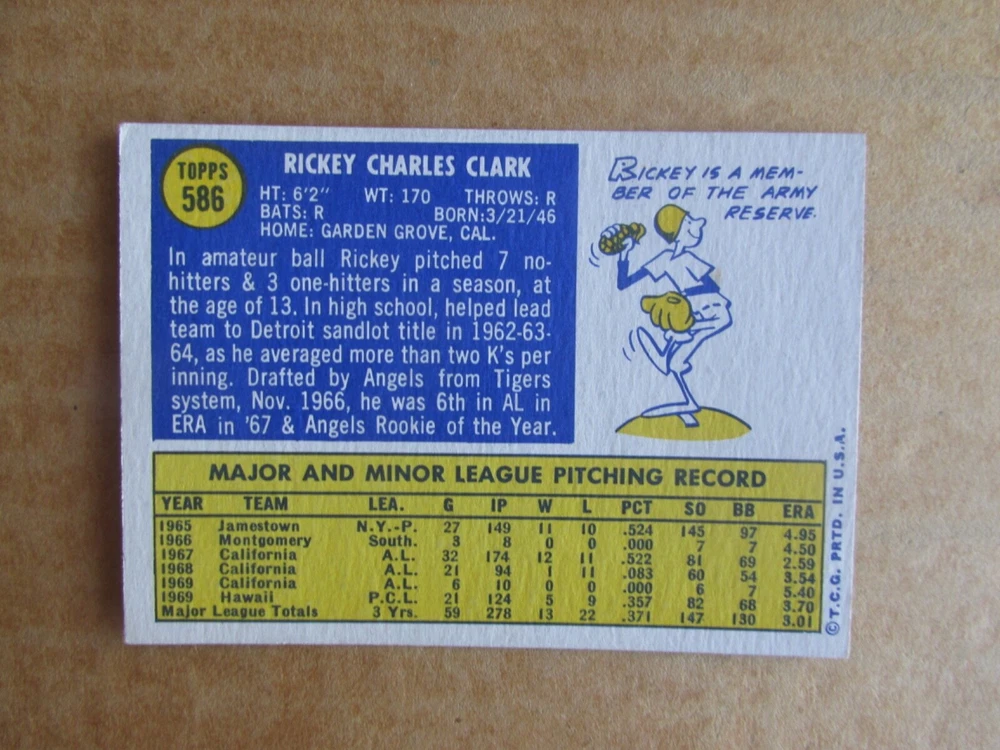 TOPPS
586
RICKEY CHARLES CLARK
HT: 6'2" WT: 170 THROWS: R
BATS: R BORN:3/21/46
HOME: GARDEN GROVE, CAL.
In amateur ball Rickey pitched 7 no-
hitters & 3 one-hitters in a season, at
the age of 13. In high school, helped lead
team to Detroit sandlot title in 1962-63-
64, as he averaged more than two K's per
inning. Drafted by Angels from Tigers
system, Nov. 1966, he was 6th in AL in
ERA in '67 & Angels Rookie of the Year.
RICKEY IS A MEM-
BER OF THE ARMY
RESERVE.
MAJOR AND MINOR LEAGUE PITCHING RECORD
YEAR TEAM LEA. G IP W L PCT SO BB ERA
1965 Jamestown N.Y.-P. 27 149 11 10 .524 145 97 4.95
1966 Montgomery South. 3 8 0 0 .000 7 7 4.50
1967 California A.L. 32 174 12 11 .522 81 69 2.59
1968 California A.L. 21 94 1 11 .083 60 54 3.54
1969 California A.L. 6 10 0 0 .000 6 7 5.40
1969 Hawaii P.C.L. 21 124 5 9 .357 82 68 3.70
Major League Totals 3 Yrs. 59 278 13 22 .371 147 130 3.01
©T.C.G. PRTD. IN U.S.A.